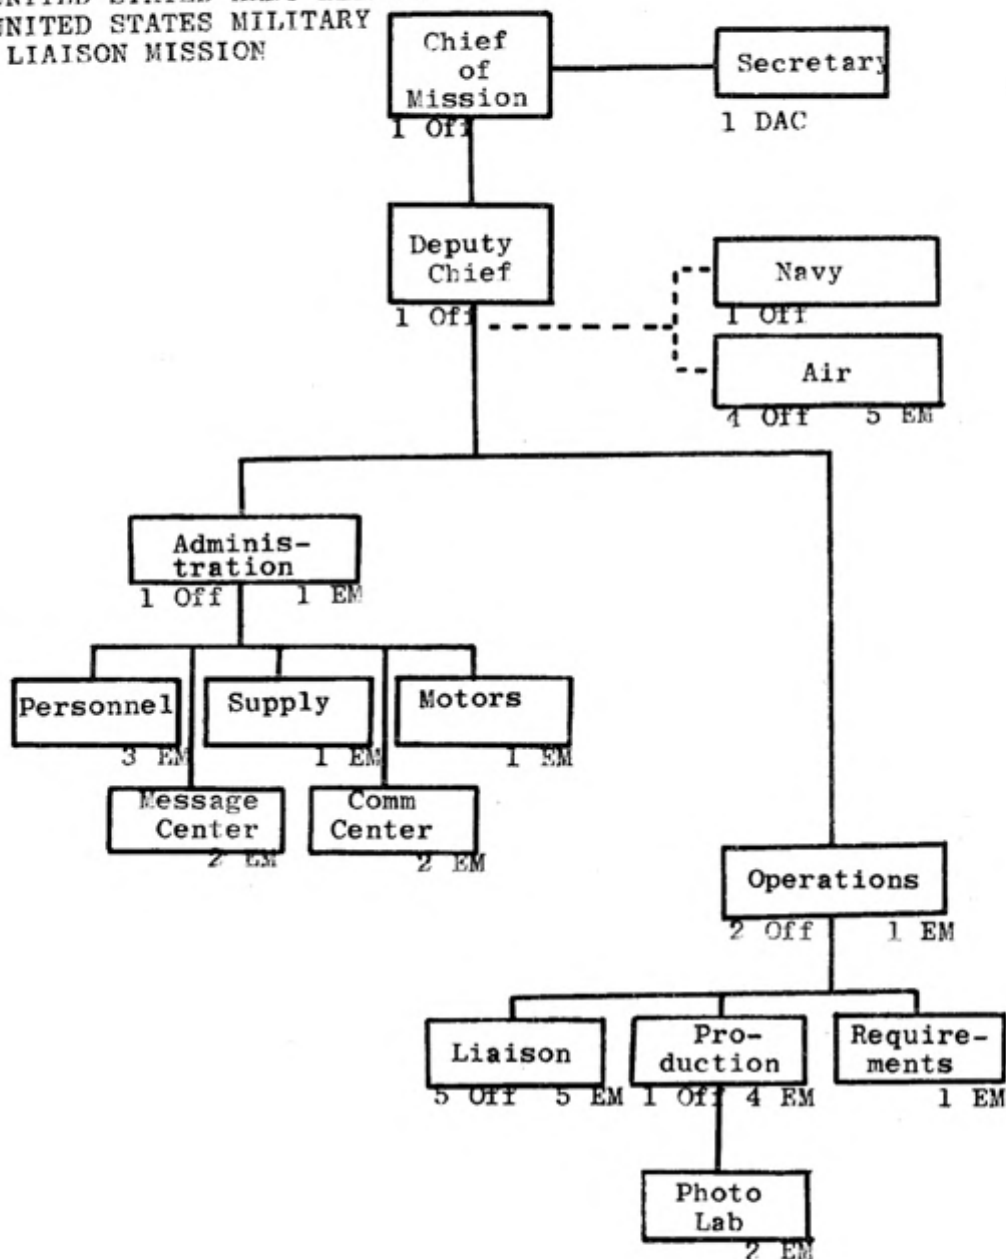 UNITED STATES MILITARY
LIAISON MISSION
Chief
of
Mission
1 Off
Secretary
1 DAC
Deputy
Chief
1 Off
Navy
1 Off
Air
4 Off 5 EM
Adminis-
tration
1 Off 1 EM
Personnel
3 EM
Supply
1 EM
Motors
1 EM
Message
Center
2 EM
Comm
Center
2 EM
Operations
2 Off 1 EM
Liaison
5 Off 5 EM
Pro-
duction
1 Off 4 EM
Require-
ments
1 EM
Photo
Lab
2 EM